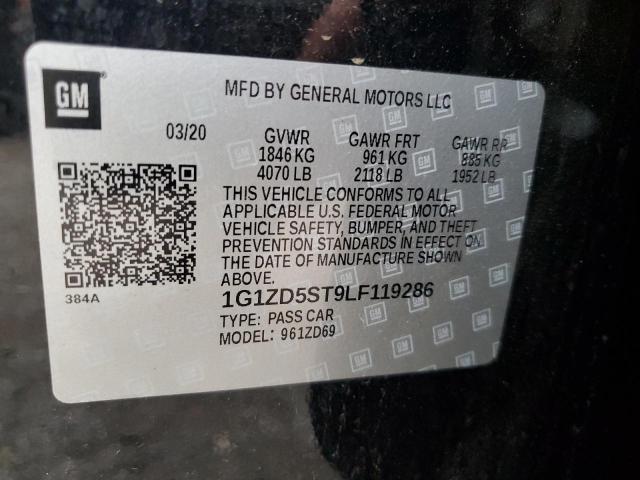 GM
MFD BY GENERAL MOTORS LLC
03/20 GVWR GAWR FRT GAWR RR
1846 KG 961 KG 885 KG
4070 LB 2118 LB 1952 LB
THIS VEHICLE CONFORMS TO ALL
APPLICABLE U.S. FEDERAL MOTOR
VEHICLE SAFETY, BUMPER, AND THEFT
PREVENTION STANDARDS IN EFFECT ON
THE DATE OF MANUFACTURE SHOWN
ABOVE.
384A
1G1ZD5ST9LF119286
TYPE: PASS CAR
MODEL: 961ZD69